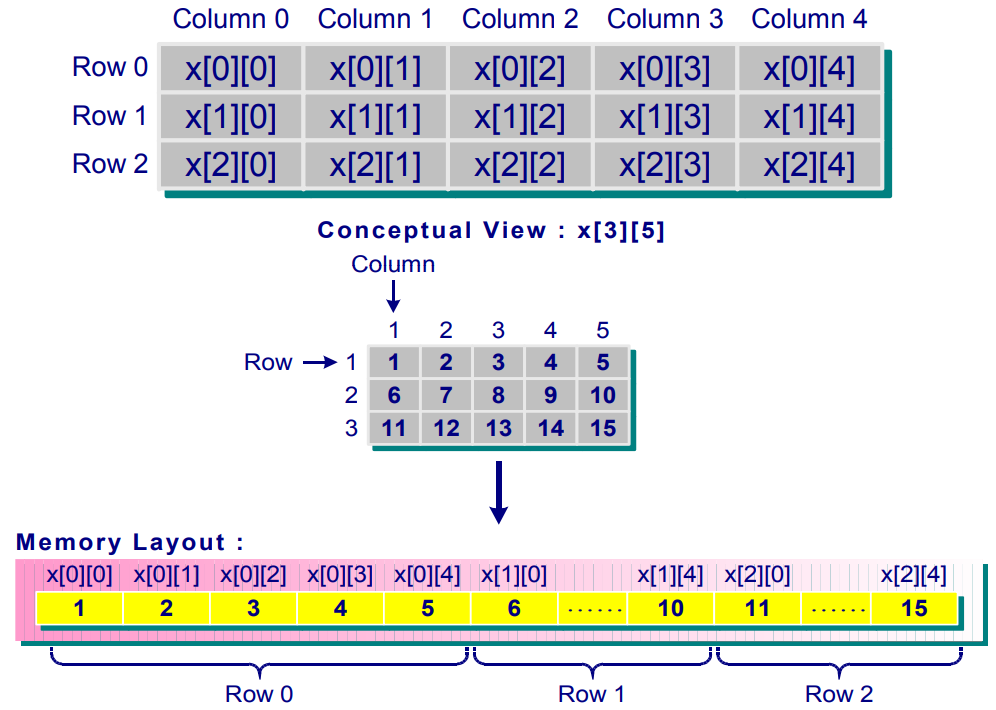 Column 0 Column 1 Column 2 Column 3 Column 4
Row 0 x[0][0] x[0][1] x[0][2] x[0][3] x[0][4]
Row 1 x[1][0] x[1][1] x[1][2] x[1][3] x[1][4]
Row 2 x[2][0] x[2][1] x[2][2] x[2][3] x[2][4]
Conceptual View : x[3][5]
Column
1 2 3 4 5
Row 1 1 2 3 4 5
2 6 7 8 9 10
3 11 12 13 14 15
Memory Layout :
x[0][0] x[0][1] x[0][2] x[0][3] x[0][4] x[1][0] x[1][4] x[2][0] x[2][4]
1 2 3 4 5 6 ...... 10 11 ...... 15
Row 0 Row 1 Row 2